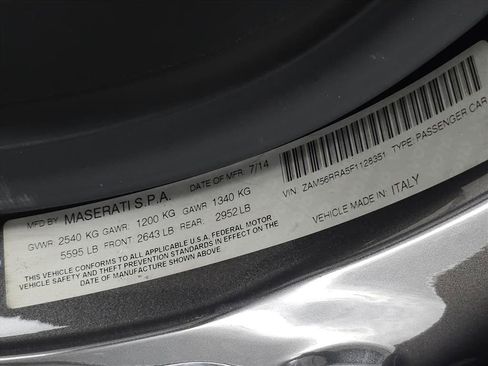 MFD BY MASERATI S.P.A. DATE OF MFR: 7/14
GVWR: 2540 KG GAWR: 1200 KG GAWR 1340 KG
5595 LB FRONT: 2643 LB REAR: 2952 LB
THIS VEHICLE CONFORMS TO ALL APPLICABLE U.S.A. FEDERAL MOTOR
VEHICLE SAFETY AND THEFT PREVENTION STANDARDS IN EFFECT ON THE
DATE OF MANUFACTURE SHOWN ABOVE
VIN: ZAM56RRA5F1128351 TYPE: PASSENGER CAR
VEHICLE MADE IN: ITALY